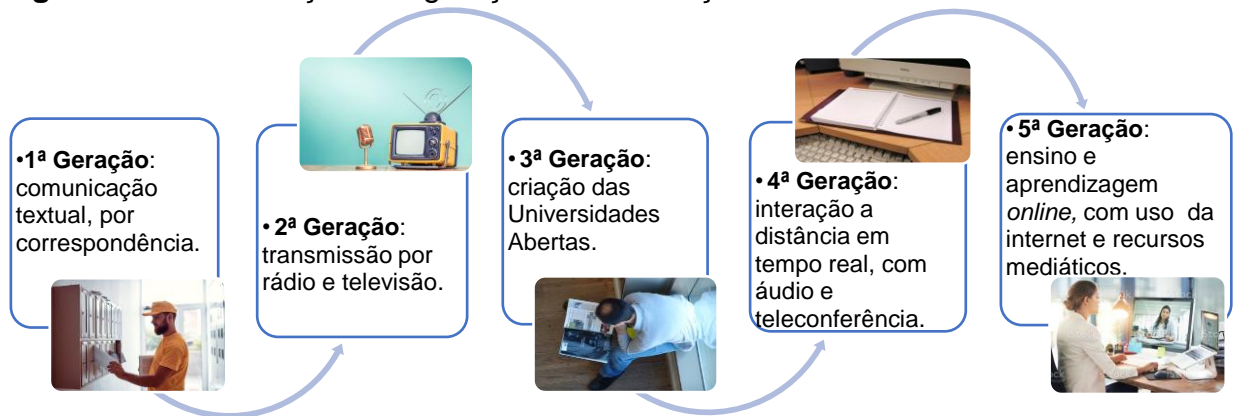 •1ª Geração:
comunicação
textual, por
correspondência.
• 2ª Geração:
transmissão por
rádio e televisão.
• 3ª Geração:
criação das
Universidades
Abertas.
• 4ª Geração:
interação a
distância em
tempo real, com
áudio e
teleconferência.
• 5ª Geração:
ensino e
aprendizagem
online, com uso da
internet e recursos
mediáticos.